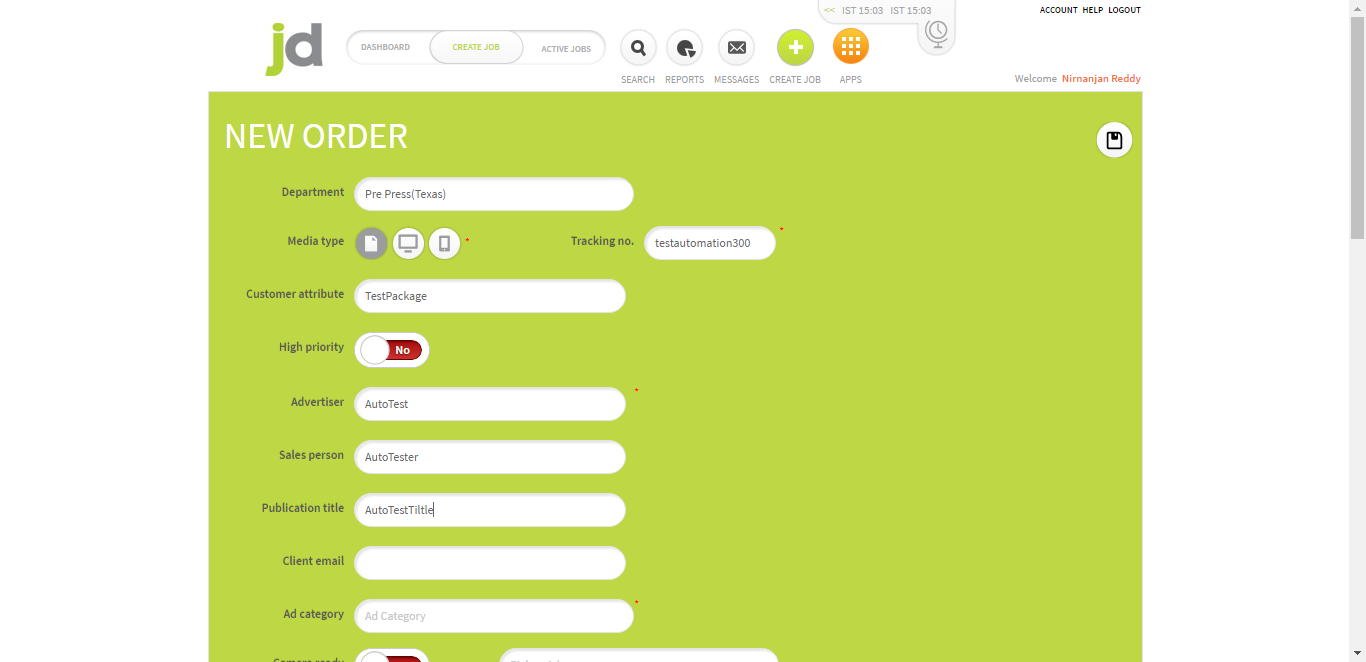 << IST 15:03 IST 15:03
ACCOUNT HELP LOGOUT
jd
DASHBOARD
CREATE JOB
ACTIVE JOBS
SEARCH
REPORTS
MESSAGES
CREATE JOB
APPS
Welcome Nirnanjan Reddy
NEW ORDER
Department Pre Press(Texas)
Media type *
Tracking no. testautomation300 *
Customer attribute TestPackage
High priority No
Advertiser AutoTest *
Sales person AutoTester
Publication title AutoTestTiltle
Client email
Ad category Ad Category *